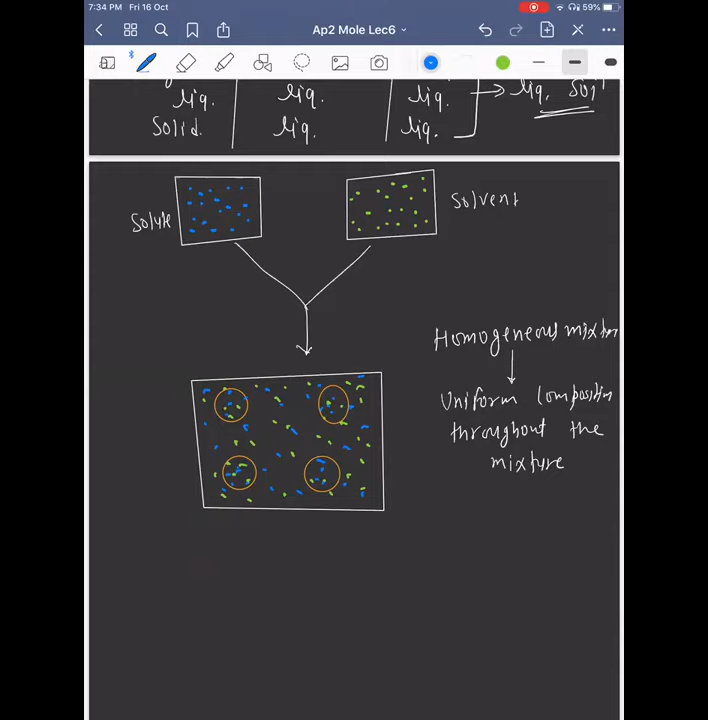 7:34 PM Fri 16 Oct
59%
Ap2 Mole Lec6
liq. liq. liq. → liq. Solⁿ
Solid. liq. liq.
Solute
Solvent
Homogeneous mixture
Uniform Composition
throughout the
mixture